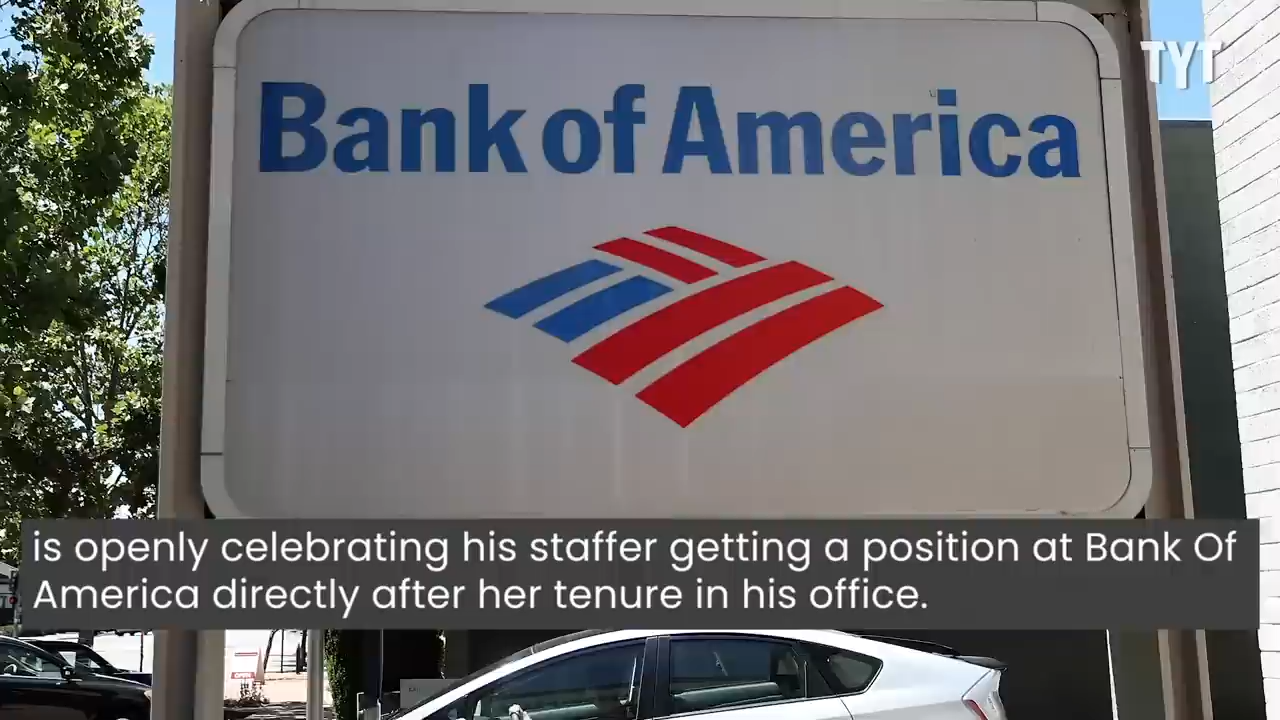 TYT
Bank of America
is openly celebrating his staffer getting a position at Bank Of
America directly after her tenure in his office.